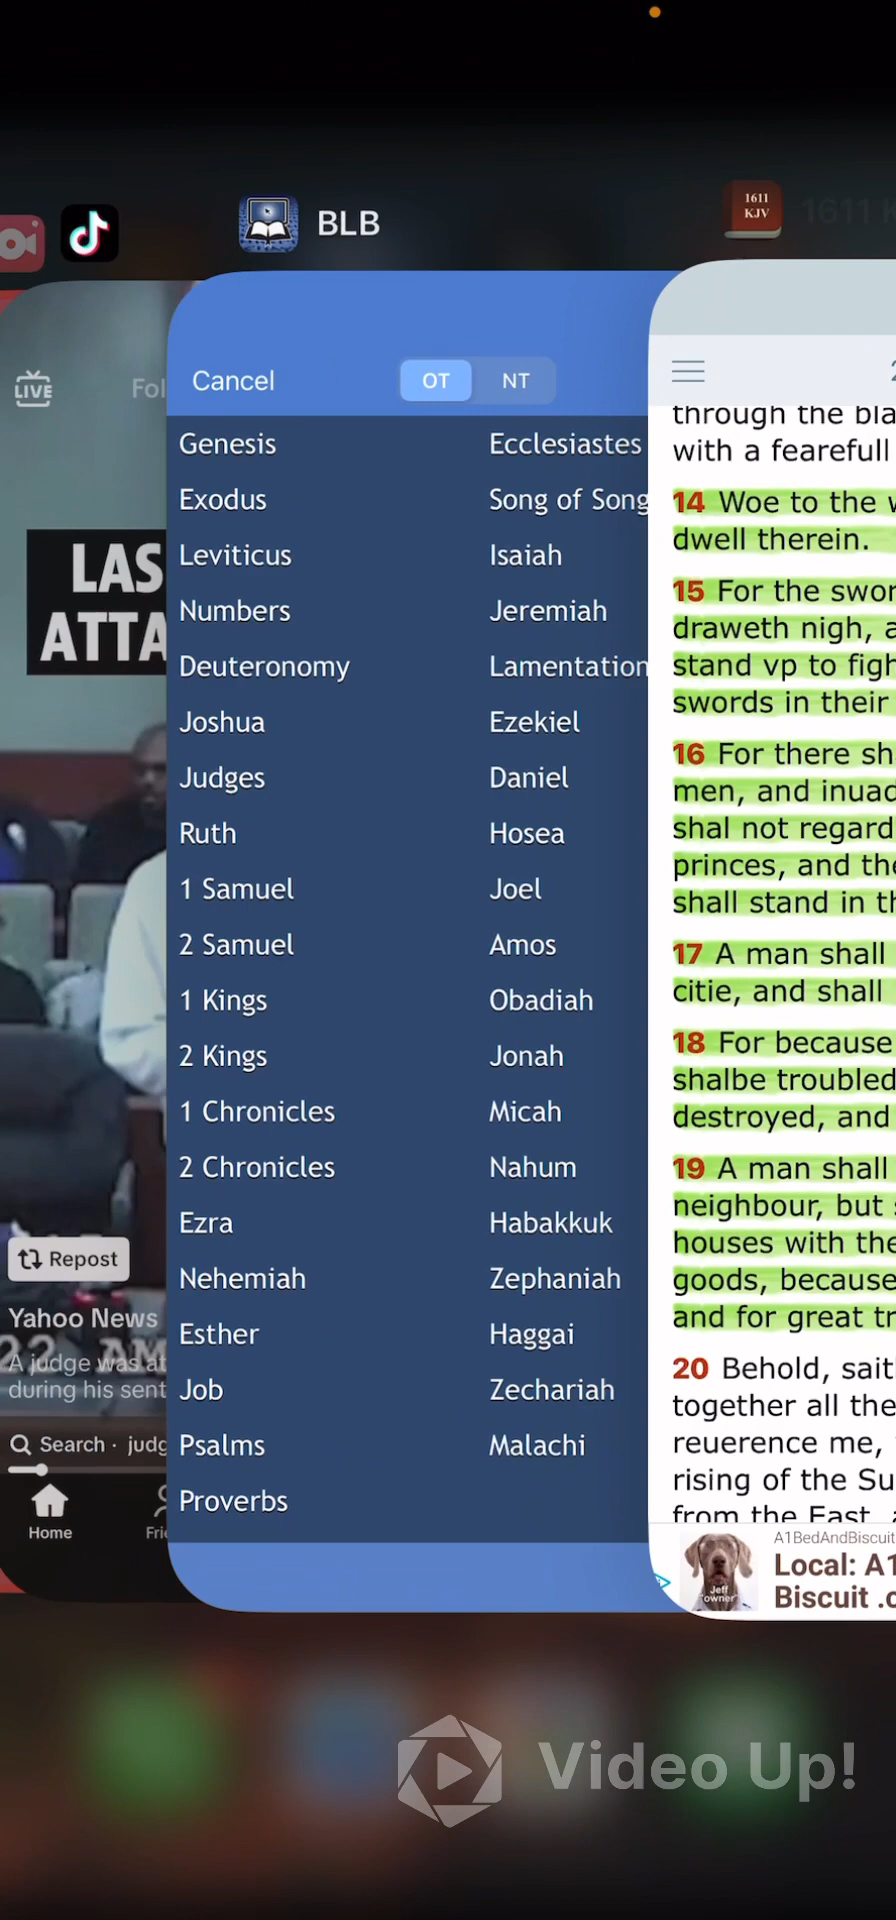 BLB
1611
KJV
1611 K
LIVE
Fol
LAS
ATTA
Repost
Yahoo News
A judge was at
during his sent
Search · judg
Home
Frie
Cancel
OT
NT
Genesis
Exodus
Leviticus
Numbers
Deuteronomy
Joshua
Judges
Ruth
1 Samuel
2 Samuel
1 Kings
2 Kings
1 Chronicles
2 Chronicles
Ezra
Nehemiah
Esther
Job
Psalms
Proverbs
Ecclesiastes
Song of Song
Isaiah
Jeremiah
Lamentation
Ezekiel
Daniel
Hosea
Joel
Amos
Obadiah
Jonah
Micah
Nahum
Habakkuk
Zephaniah
Haggai
Zechariah
Malachi
through the bla
with a fearefull
14 Woe to the w
dwell therein.
15 For the swor
draweth nigh, a
stand vp to figh
swords in their
16 For there sh
men, and inuad
shal not regard
princes, and the
shall stand in th
17 A man shall
citie, and shall
18 For because
shalbe troubled
destroyed, and
19 A man shall
neighbour, but s
houses with the
goods, because
and for great tr
20 Behold, sait
together all the
reuerence me,
rising of the Su
from the East, a
A1BedAndBiscuit
Local: A1
Biscuit .c
Jeff
"owner"
Video Up!